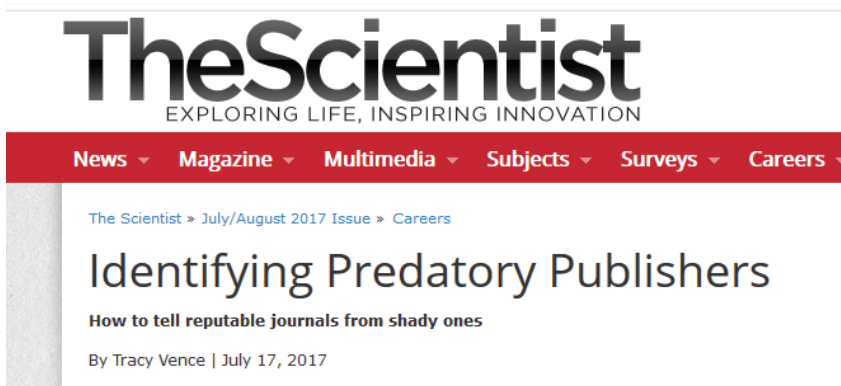 TheScientist
EXPLORING LIFE, INSPIRING INNOVATION
News Magazine Multimedia Subjects Surveys Careers
The Scientist » July/August 2017 Issue » Careers
Identifying Predatory Publishers
How to tell reputable journals from shady ones
By Tracy Vence | July 17, 2017